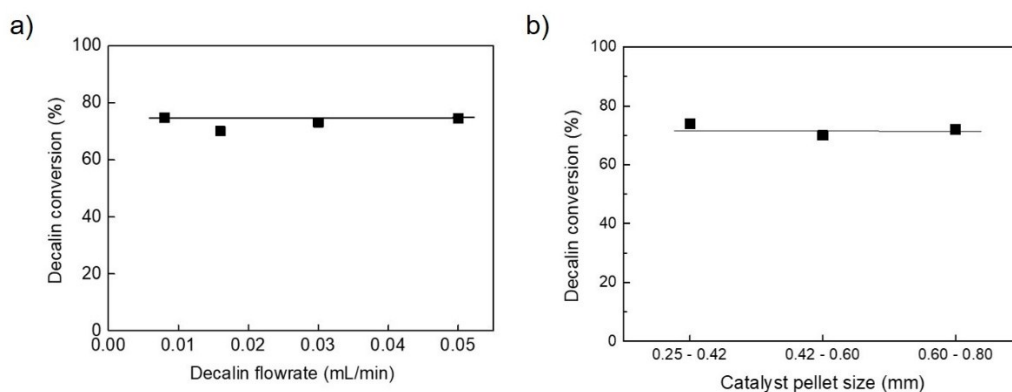 a)
Decalin conversion (%)
100
80
60
40
20
0
0.00 0.01 0.02 0.03 0.04 0.05
Decalin flowrate (mL/min)
b)
Decalin conversion (%)
100
80
60
40
20
0
0.25 - 0.42 0.42 - 0.60 0.60 - 0.80
Catalyst pellet size (mm)